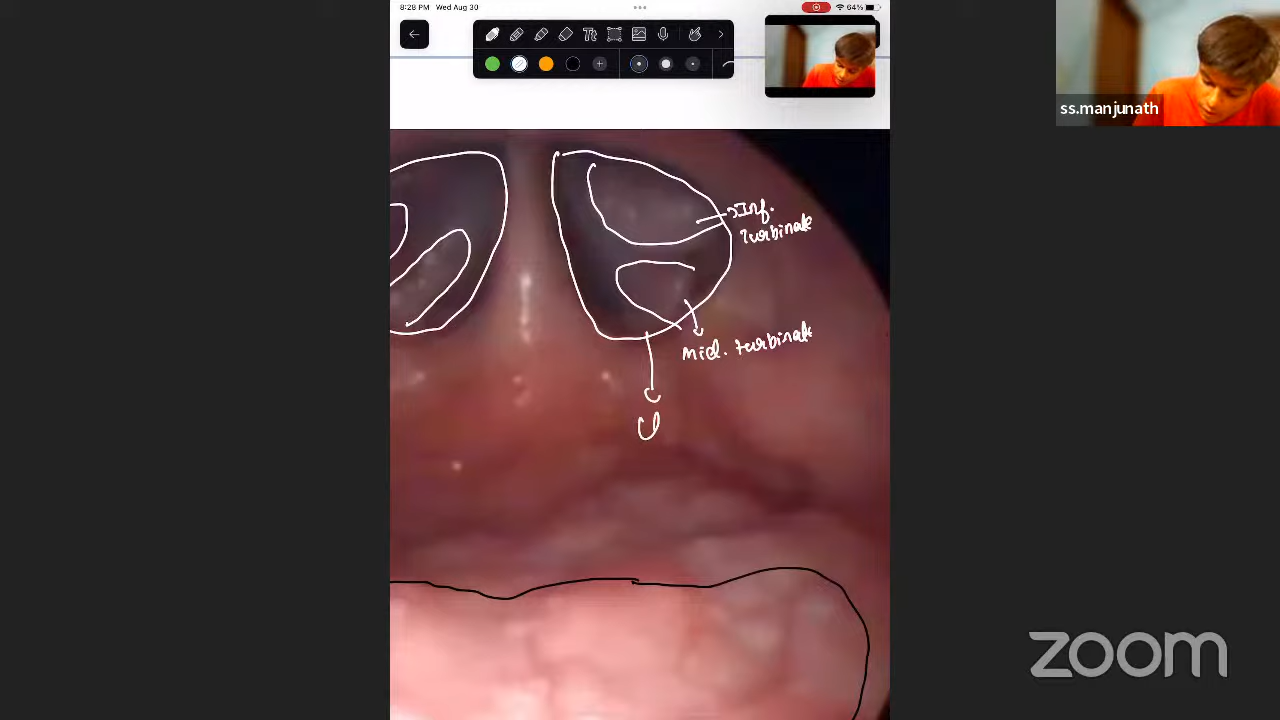 8:28 PM Wed Aug 30
64%
ss.manjunath
Inf.
Turbinate
Mid. turbinate
zoom